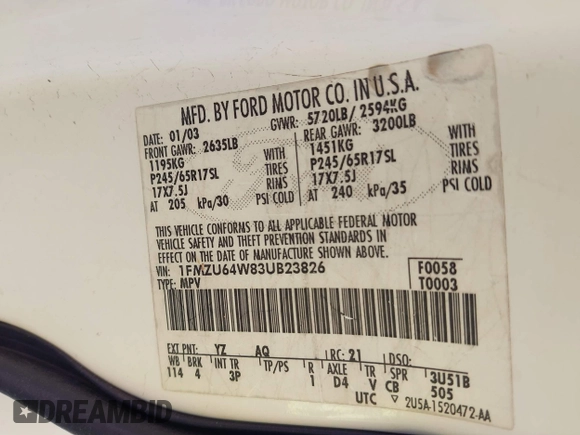 MFD. BY FORD MOTOR CO. IN U.S.A.
DATE: 01/03 GVWR: 5720LB/ 2594KG
FRONT GAWR: 2635LB REAR GAWR: 3200LB
1195KG WITH 1451KG WITH
P245/65R17SL TIRES P245/65R17SL TIRES
17X7.5J RIMS 17X7.5J RIMS
AT 205 kPa/30 PSI COLD AT 240 kPa/35 PSI COLD
THIS VEHICLE CONFORMS TO ALL APPLICABLE FEDERAL MOTOR
VEHICLE SAFETY AND THEFT PREVENTION STANDARDS IN
EFFECT ON THE DATE OF MANUFACTURE SHOWN ABOVE.
VIN: 1FMZU64W83UB23826 F0058
TYPE: MPV T0003
EXT PNT: YZ AQ RC: 21 DSO:
WB BRK INT TR TP/PS R AXLE TR SPR 3U51B
114 4 3P 1 D4 V CB 505
UTC ▽ 2U5A-1520472-AA
DREAMBID